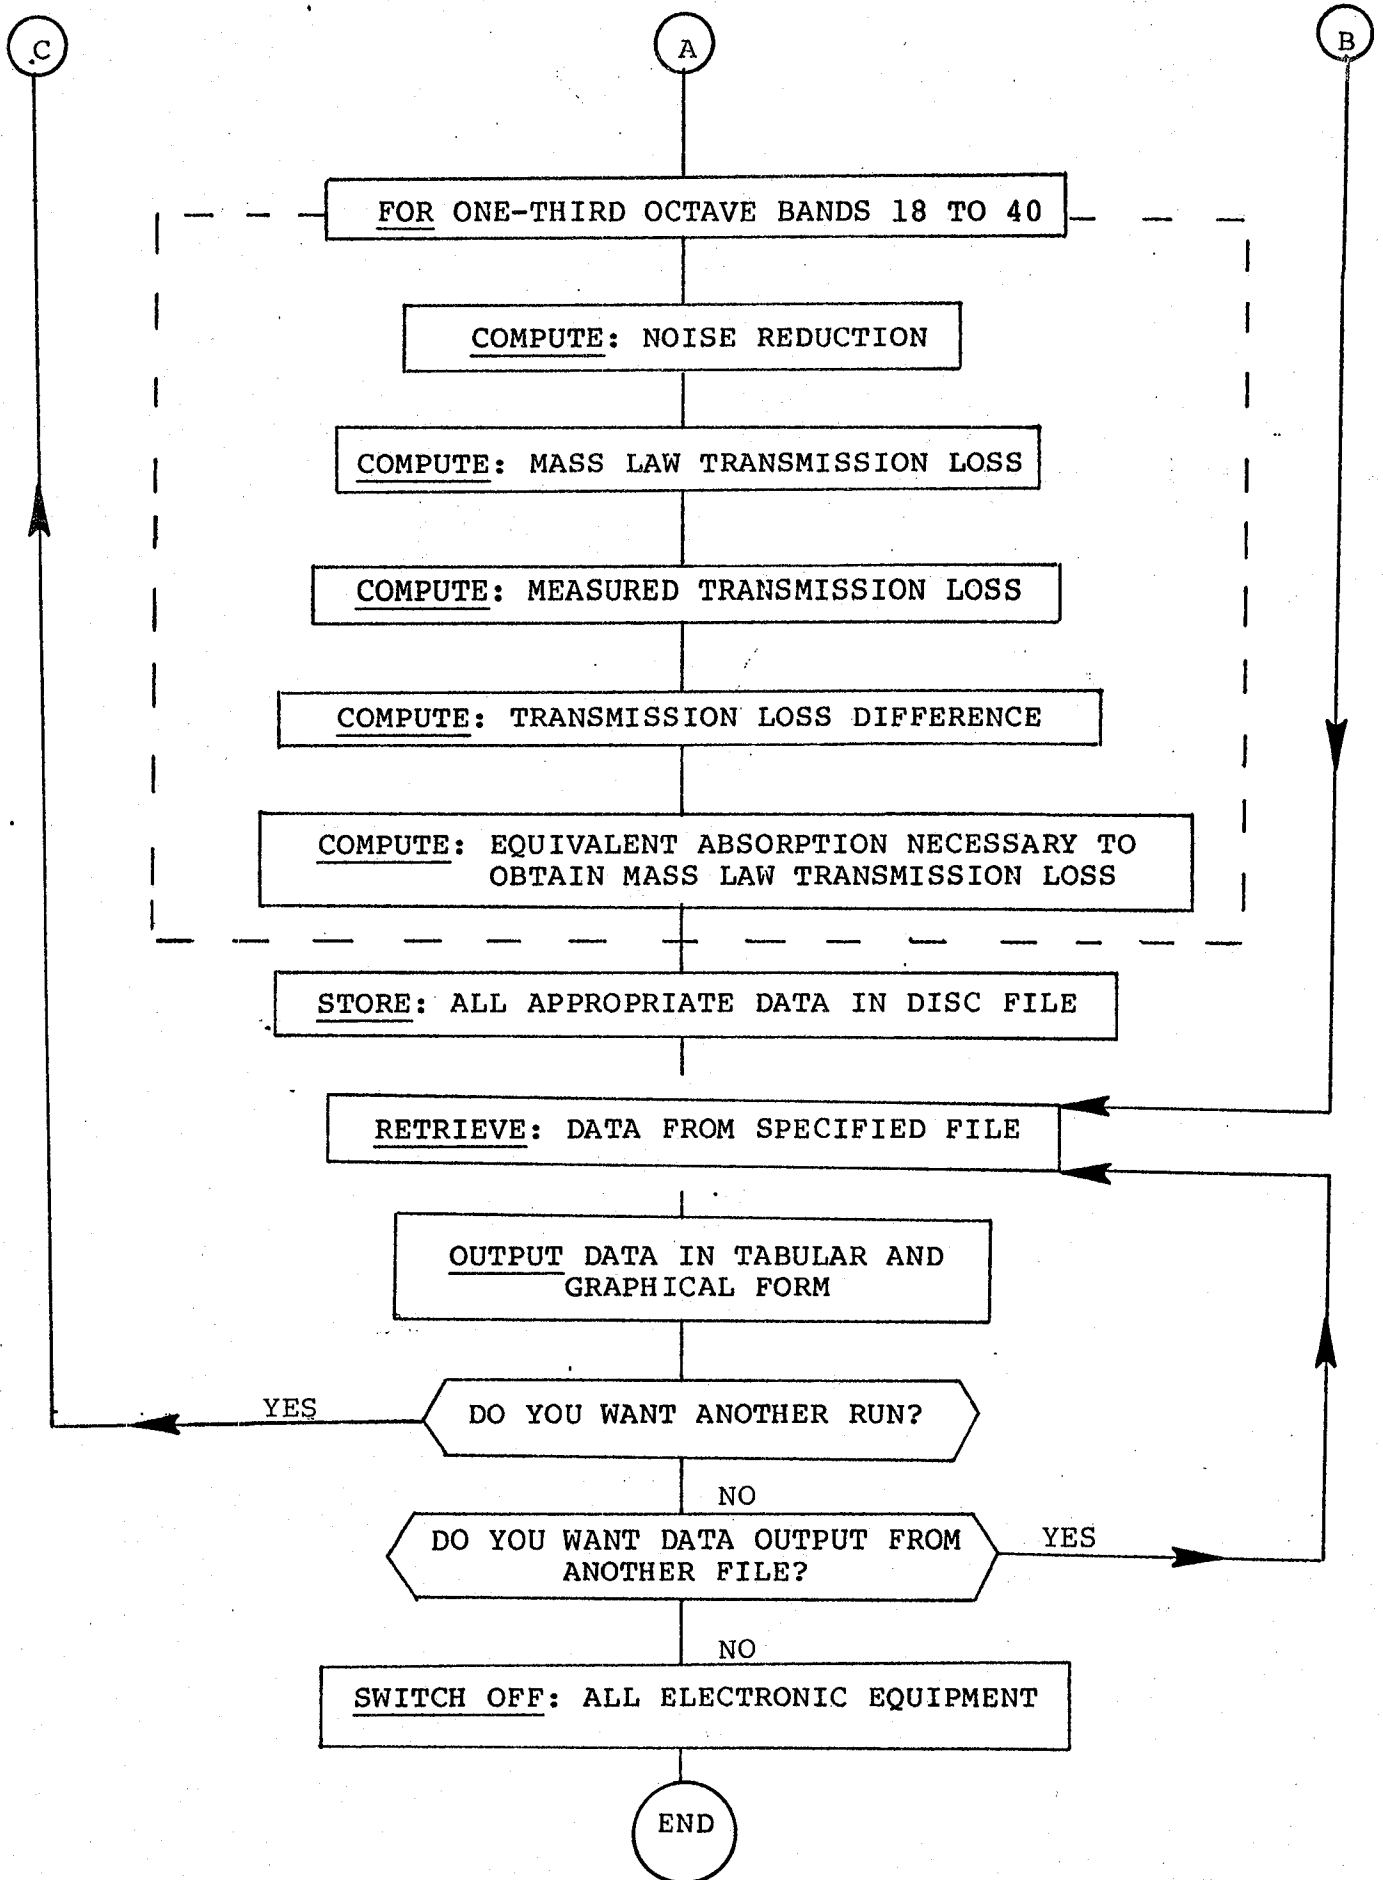 C
A
B
FOR ONE-THIRD OCTAVE BANDS 18 TO 40
COMPUTE: NOISE REDUCTION
COMPUTE: MASS LAW TRANSMISSION LOSS
COMPUTE: MEASURED TRANSMISSION LOSS
COMPUTE: TRANSMISSION LOSS DIFFERENCE
COMPUTE: EQUIVALENT ABSORPTION NECESSARY TO
OBTAIN MASS LAW TRANSMISSION LOSS
STORE: ALL APPROPRIATE DATA IN DISC FILE
RETRIEVE: DATA FROM SPECIFIED FILE
OUTPUT DATA IN TABULAR AND
GRAPHICAL FORM
YES
DO YOU WANT ANOTHER RUN?
NO
DO YOU WANT DATA OUTPUT FROM
ANOTHER FILE?
YES
NO
SWITCH OFF: ALL ELECTRONIC EQUIPMENT
END